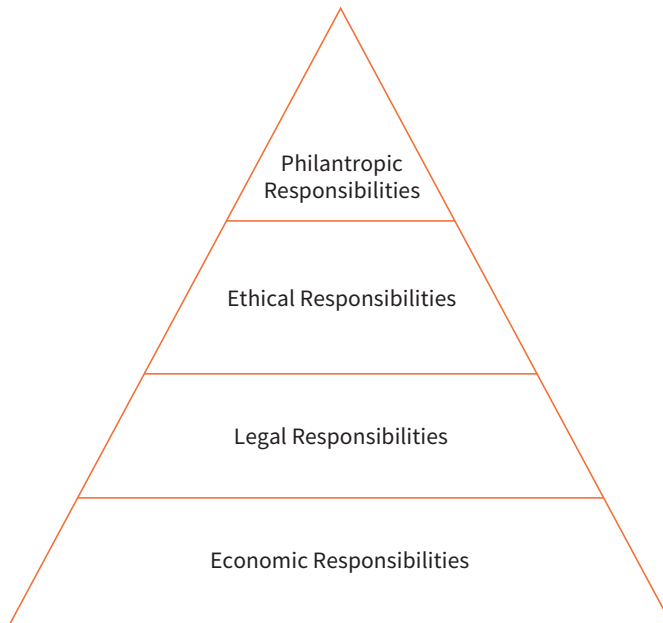 Philantropic
Responsibilities
Ethical Responsibilities
Legal Responsibilities
Economic Responsibilities